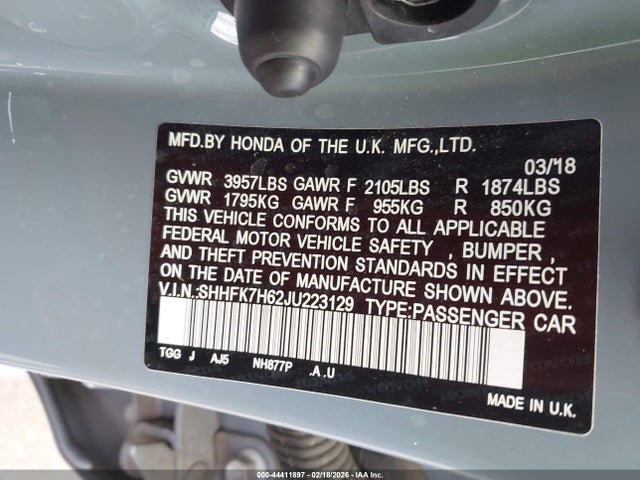 MFD.BY HONDA OF THE U.K. MFG.,LTD.
03/18
GVWR 3957LBS GAWR F 2105LBS R 1874LBS
GVWR 1795KG GAWR F 955KG R 850KG
THIS VEHICLE CONFORMS TO ALL APPLICABLE
FEDERAL MOTOR VEHICLE SAFETY , BUMPER ,
AND THEFT PREVENTION STANDARDS IN EFFECT
ON THE DATE OF MANUFACTURE SHOWN ABOVE.
V.I.N.:SHHFK7H62JU223129 TYPE:PASSENGER CAR
TGG J AJ5 NH877P .A .U
MADE IN U.K.
000-44411897 - 02/18/2026 - IAA Inc.